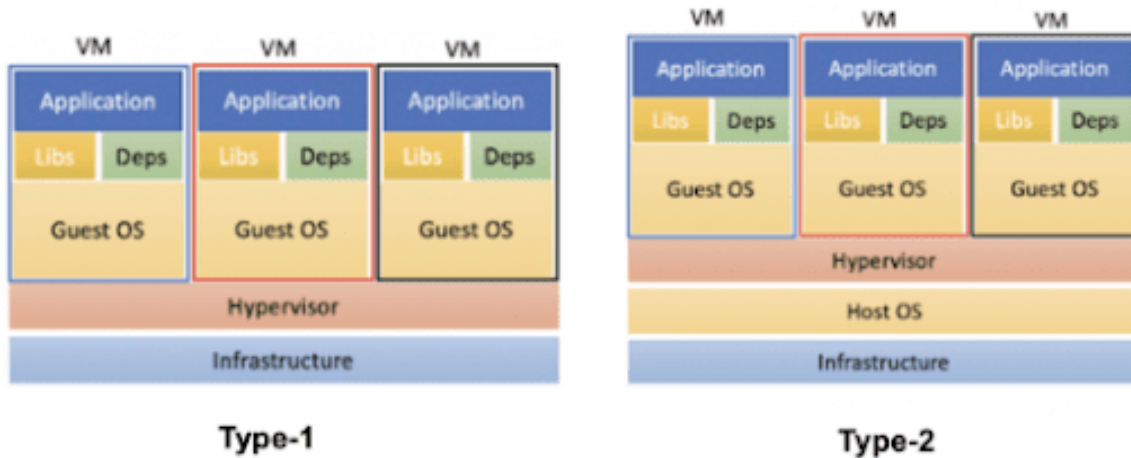 VM VM VM
Application Application Application
Libs Deps Libs Deps Libs Deps
Guest OS Guest OS Guest OS
Hypervisor
Infrastructure
Type-1
VM VM VM
Application Application Application
Libs Deps Libs Deps Libs Deps
Guest OS Guest OS Guest OS
Hypervisor
Host OS
Infrastructure
Type-2